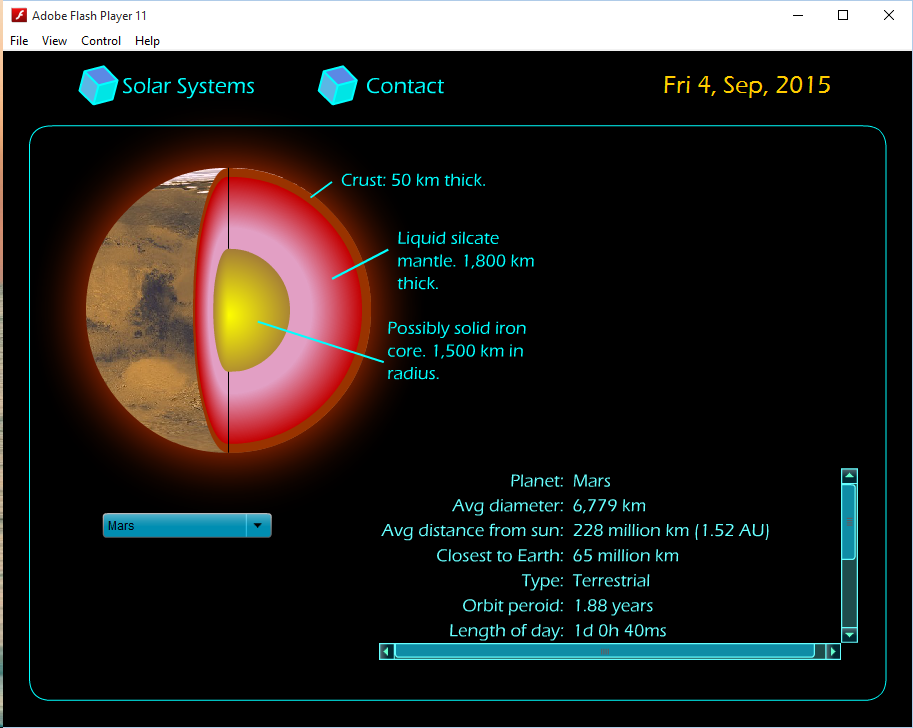 Adobe Flash Player 11
File View Control Help
Solar Systems
Contact
Fri 4, Sep, 2015
Crust: 50 km thick.
Liquid silcate
mantle. 1,800 km
thick.
Possibly solid iron
core. 1,500 km in
radius.
Mars
Planet: Mars
Avg diameter: 6,779 km
Avg distance from sun: 228 million km (1.52 AU)
Closest to Earth: 65 million km
Type: Terrestrial
Orbit peroid: 1.88 years
Length of day: 1d 0h 40ms